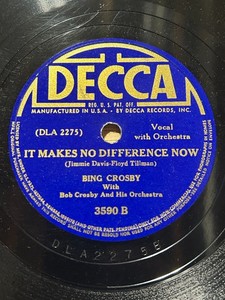 DECCA
REG. U. S. PAT. OFF.
MANUFACTURED IN U.S.A. - BY DECCA RECORDS, INC.
(DLA 2275)
Vocal
with Orchestra
IT MAKES NO DIFFERENCE NOW
(Jimmie Davis-Floyd Tillman)
BING CROSBY
With
Bob Crosby And His Orchestra
3590 B
DLA2275B